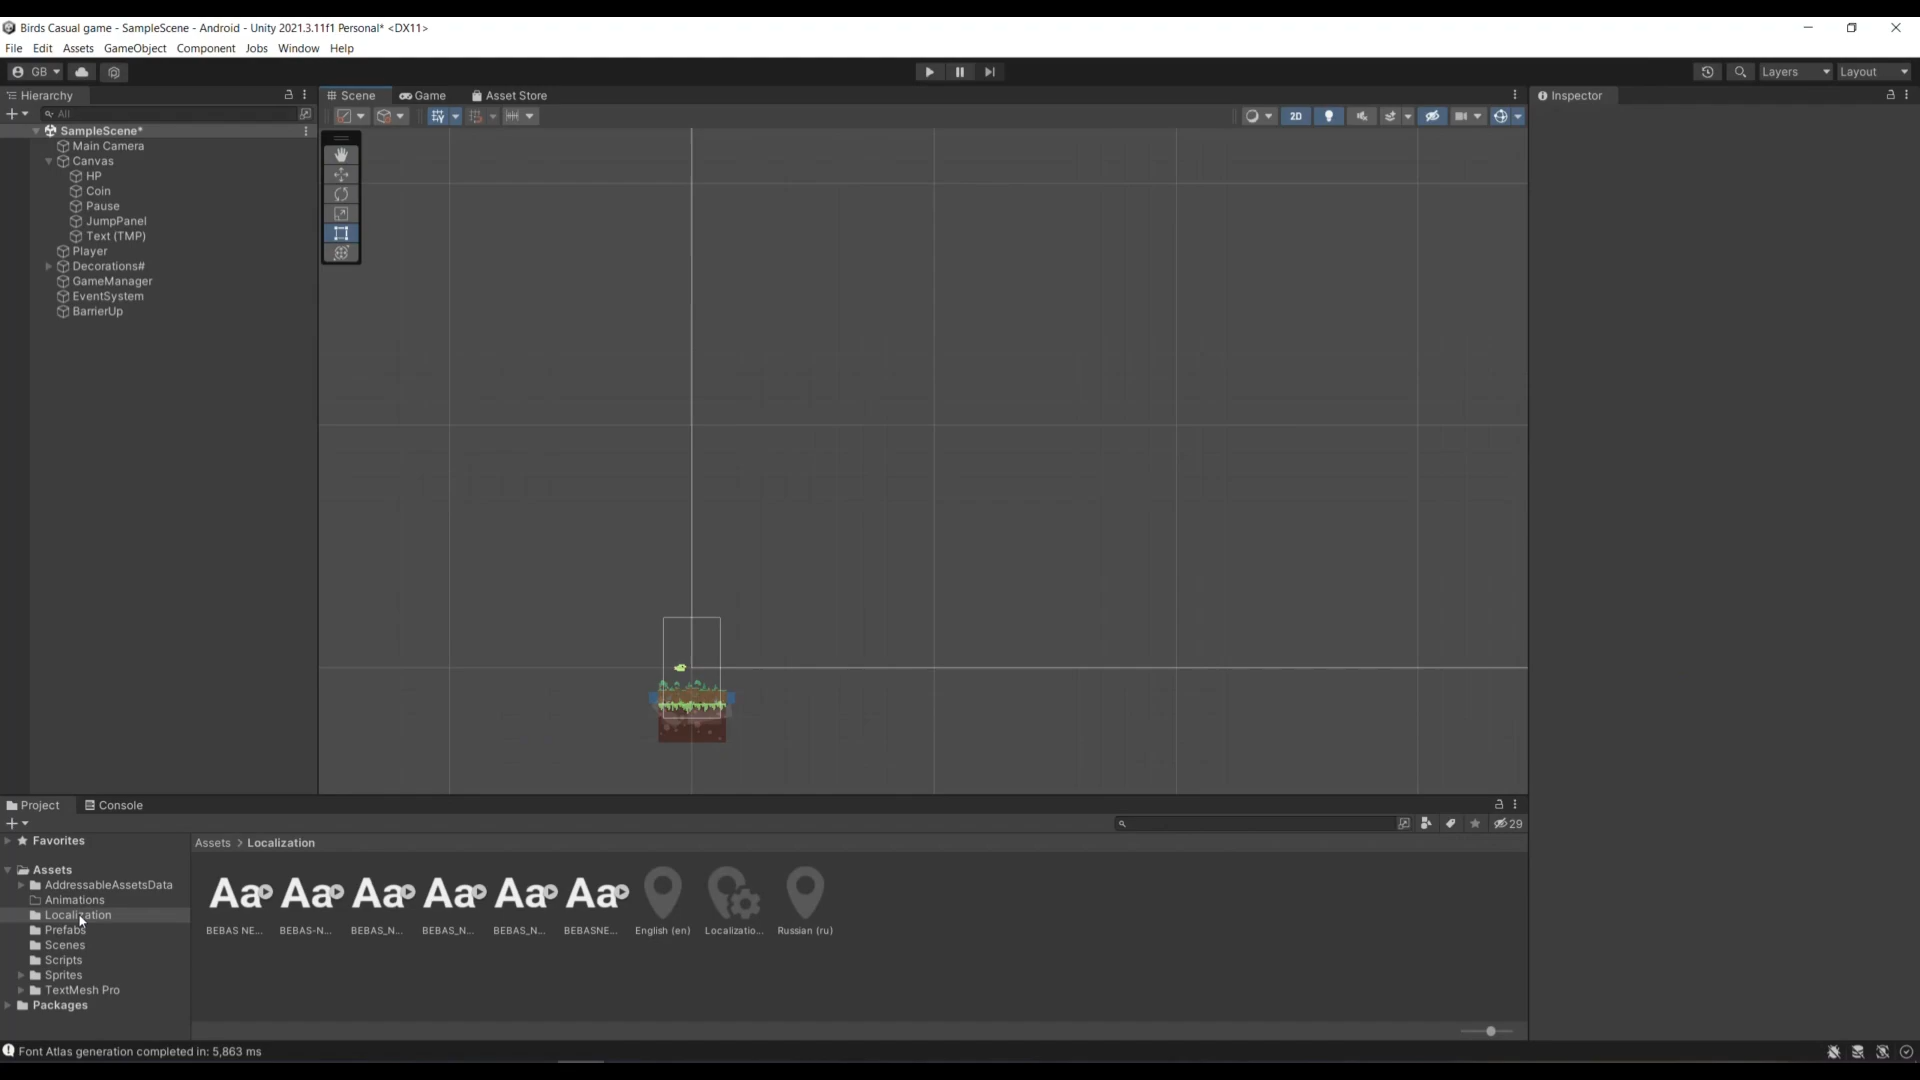 Birds Casual game - SampleScene - Android - Unity 2021.3.11f1 Personal* <DX11>
File Edit Assets GameObject Component Jobs Window Help
GB Layers Layout
Hierarchy Scene Game Asset Store Inspector
All 2D
SampleScene*
Main Camera
Canvas
HP
Coin
Pause
JumpPanel
Text (TMP)
Player
Decorations#
GameManager
EventSystem
BarrierUp
Project Console
29
Favorites
Assets > Localization
Assets
AddressableAssetsData
Animations
Localization
Prefabs
Scenes
Scripts
Sprites
TextMesh Pro
Packages
Aa Aa Aa Aa Aa Aa
BEBAS NE... BEBAS-N... BEBAS_N... BEBAS_N... BEBAS_N... BEBASNE... English (en) Localizatio... Russian (ru)
Font Atlas generation completed in: 5,863 ms